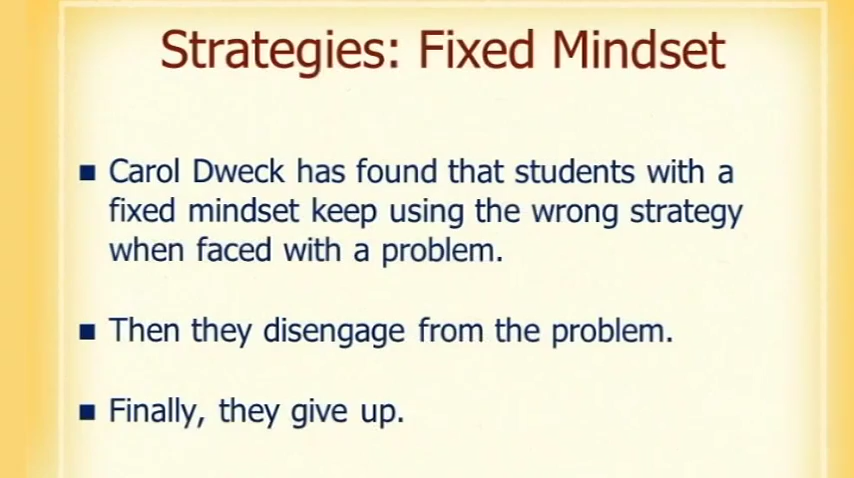 Strategies: Fixed Mindset
■ Carol Dweck has found that students with a
fixed mindset keep using the wrong strategy
when faced with a problem.
■ Then they disengage from the problem.
■ Finally, they give up.